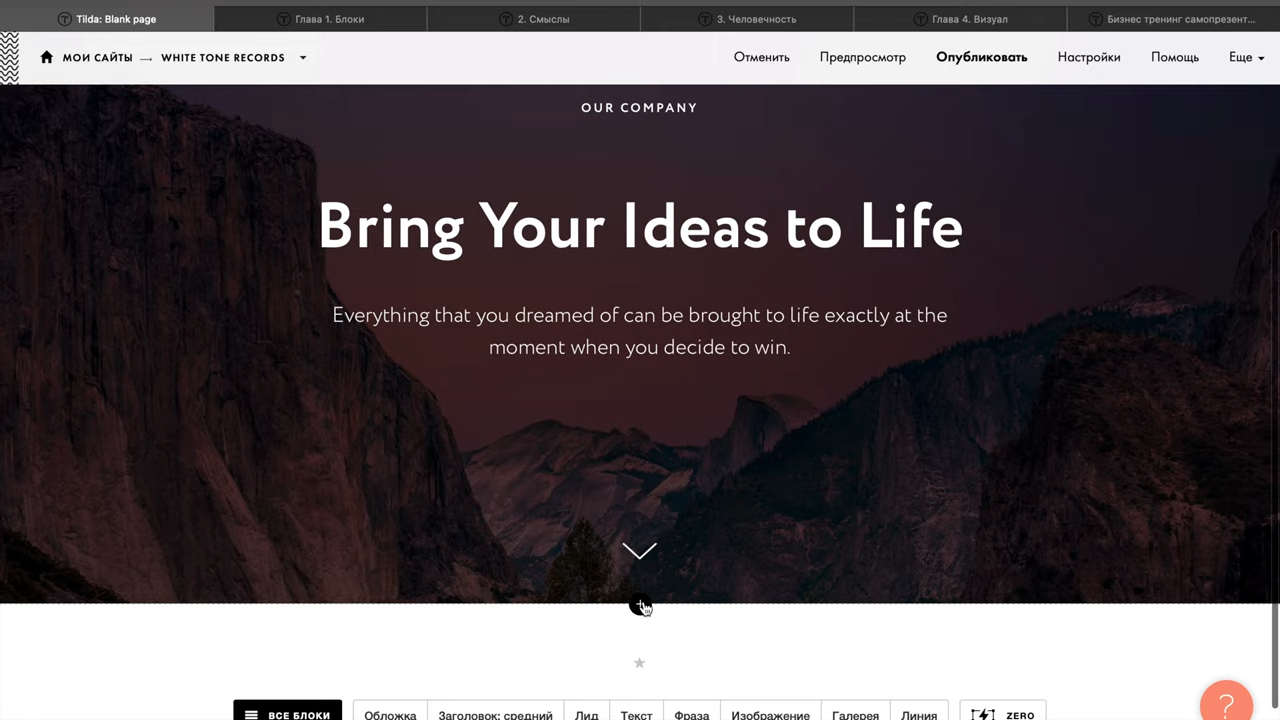 Tilda: Blank page
Глава 1. Блоки
2. Смыслы
3. Человечность
Глава 4. Визуал
Бизнес тренинг самопрезент...
МОИ САЙТЫ → WHITE TONE RECORDS
Отменить
Предпросмотр
Опубликовать
Настройки
Помощь
Еще
OUR COMPANY
Bring Your Ideas to Life
Everything that you dreamed of can be brought to life exactly at the
moment when you decide to win.
ВСЕ БЛОКИ
Обложка
Заголовок: средний
Лид
Текст
Фраза
Изображение
Галерея
Линия
ZERO
?